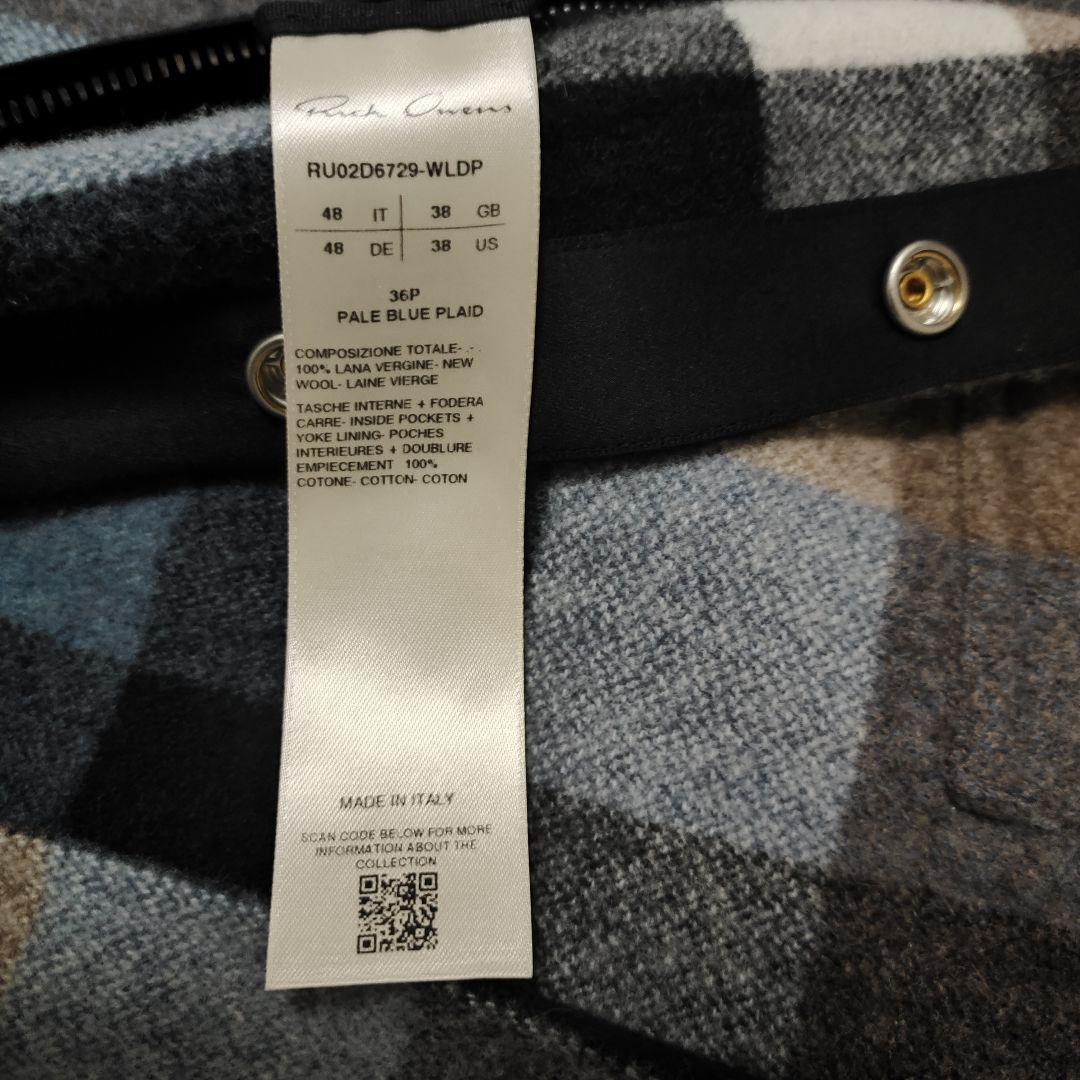 Rick Owens
RU02D6729-WLDP
48 IT 38 GB
48 DE 38 US
36P
PALE BLUE PLAID
COMPOSIZIONE TOTALE-
100% LANA VERGINE- NEW
WOOL- LAINE VIERGE
TASCHE INTERNE + FODERA
CARRE- INSIDE POCKETS +
YOKE LINING- POCHES
INTERIEURES + DOUBLURE
EMPIECEMENT 100%
COTONE- COTTON- COTON
MADE IN ITALY
SCAN CODE BELOW FOR MORE
INFORMATION ABOUT THE
COLLECTION